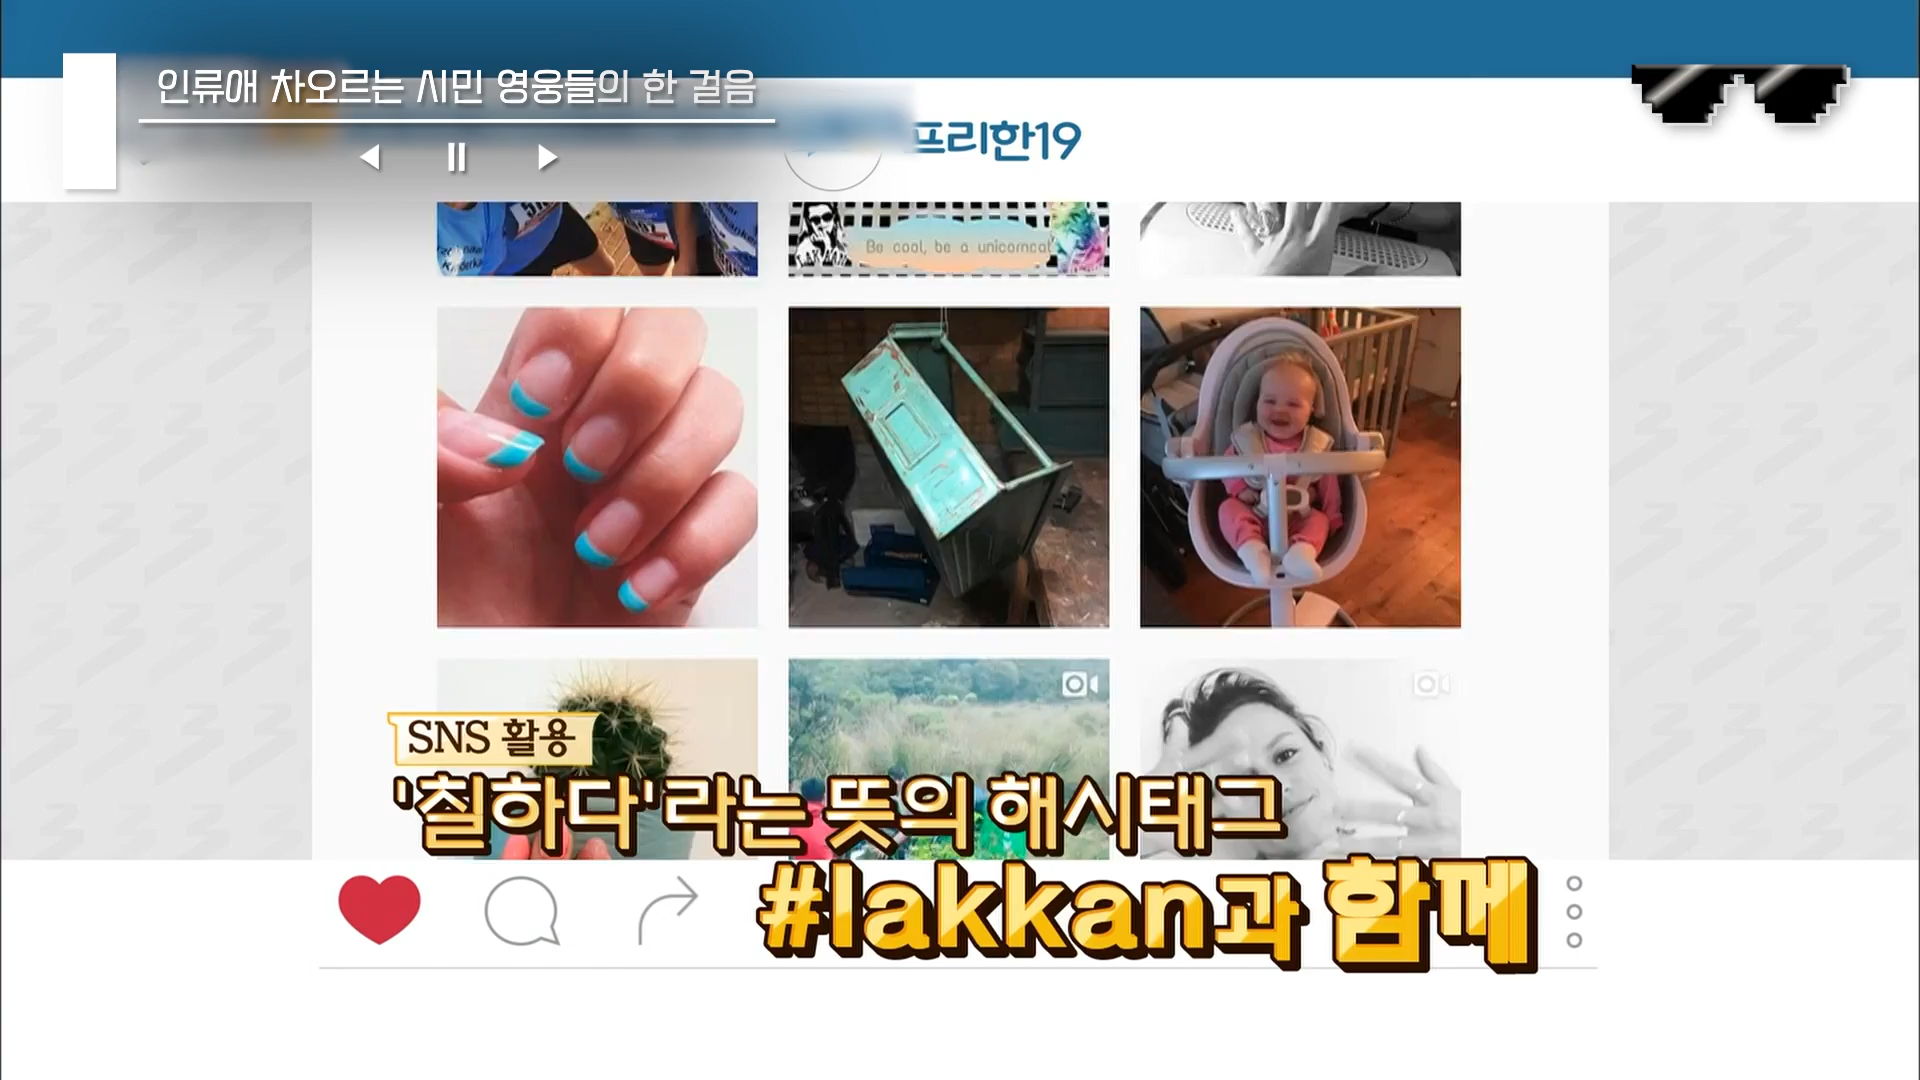 인류애 차오르는 시민 영웅들의 한 걸음
프리한19
Be cool, be a unicorncat
SNS 활용
'칠하다'라는 뜻의 해시태그
#lakkan과 함께